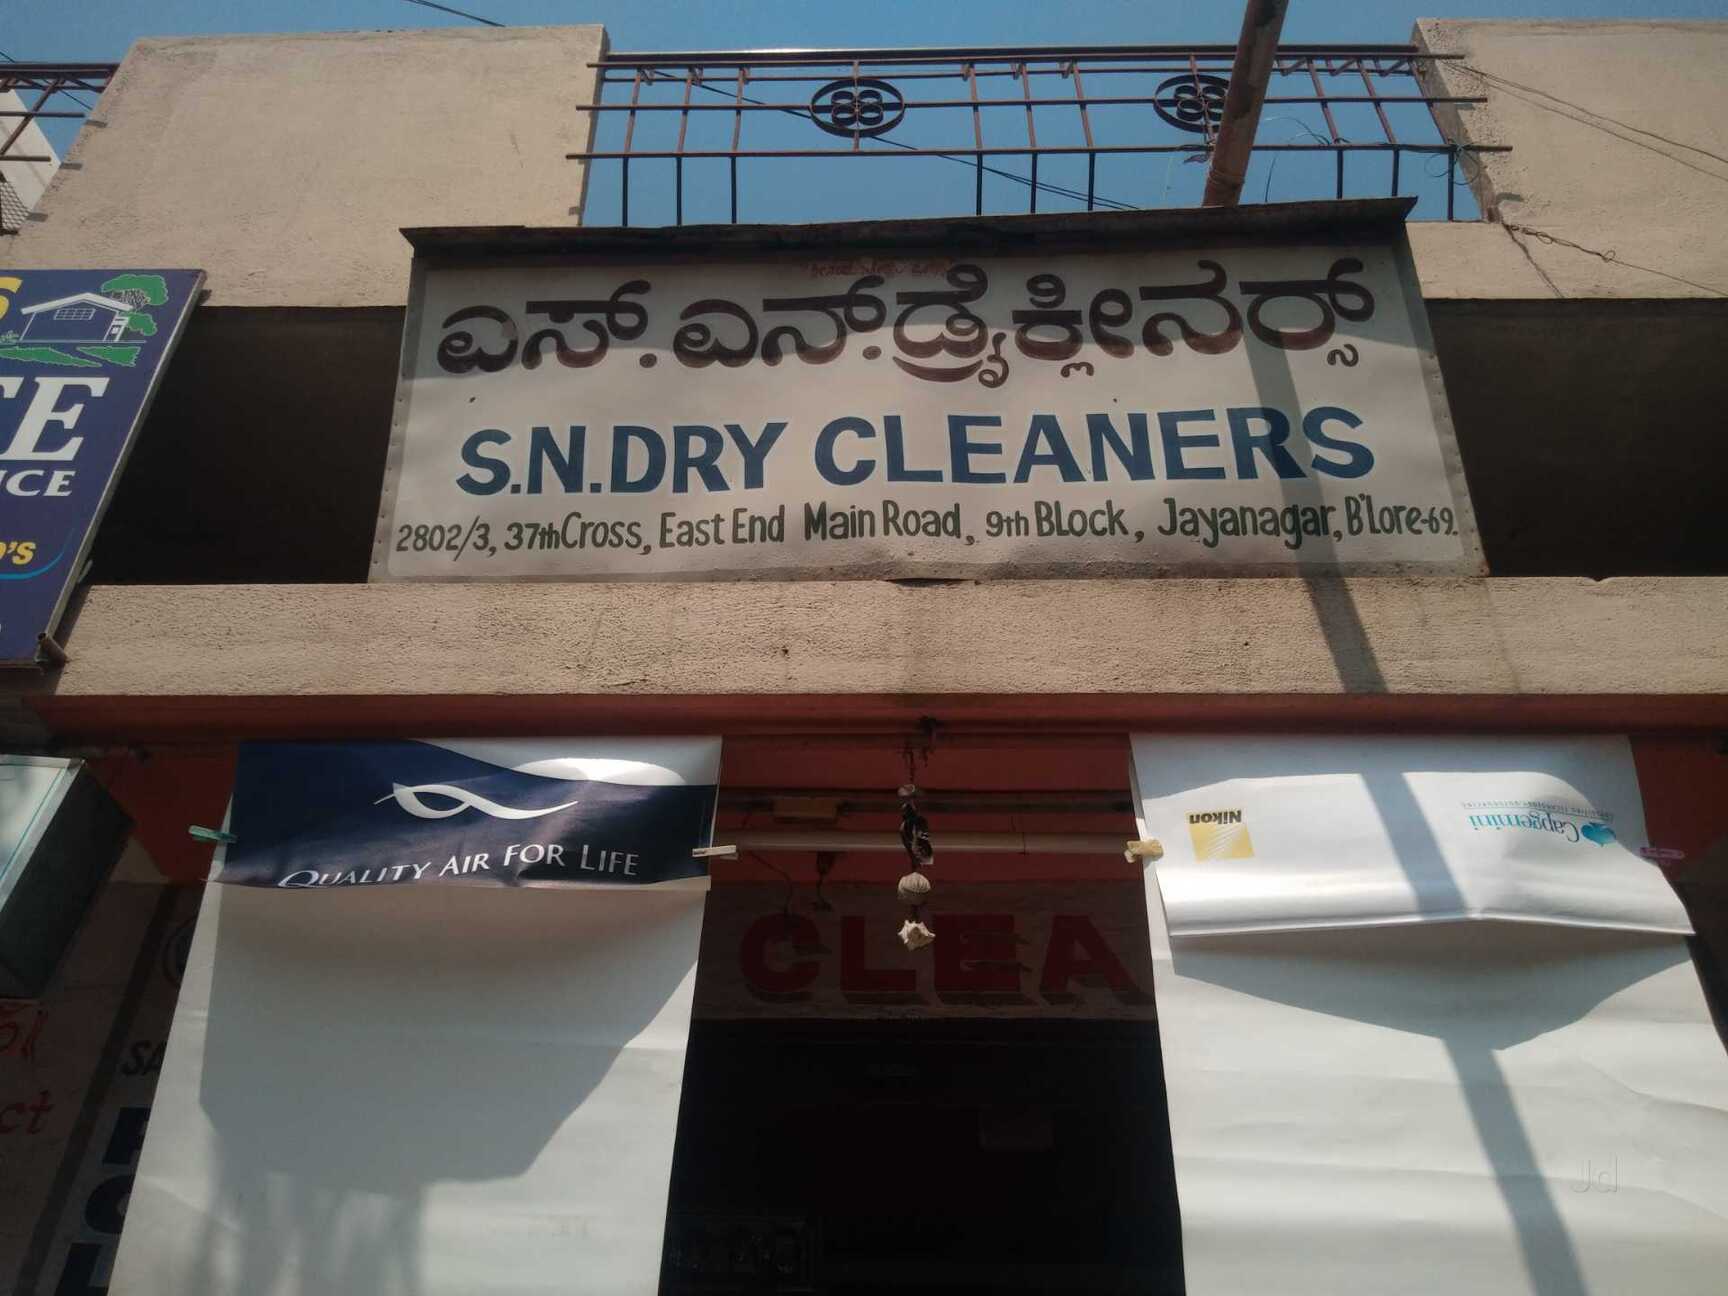 ಎಸ್.ಎನ್.ಡ್ರೈಕ್ಲೀನರ್ಸ್
S.N.DRY CLEANERS
2802/3, 37th Cross, East End Main Road, 9th BLock, Jayanagar, B'Lore-69.
QUALITY AIR FOR LIFE
Nikon
Capgemini
CLEA